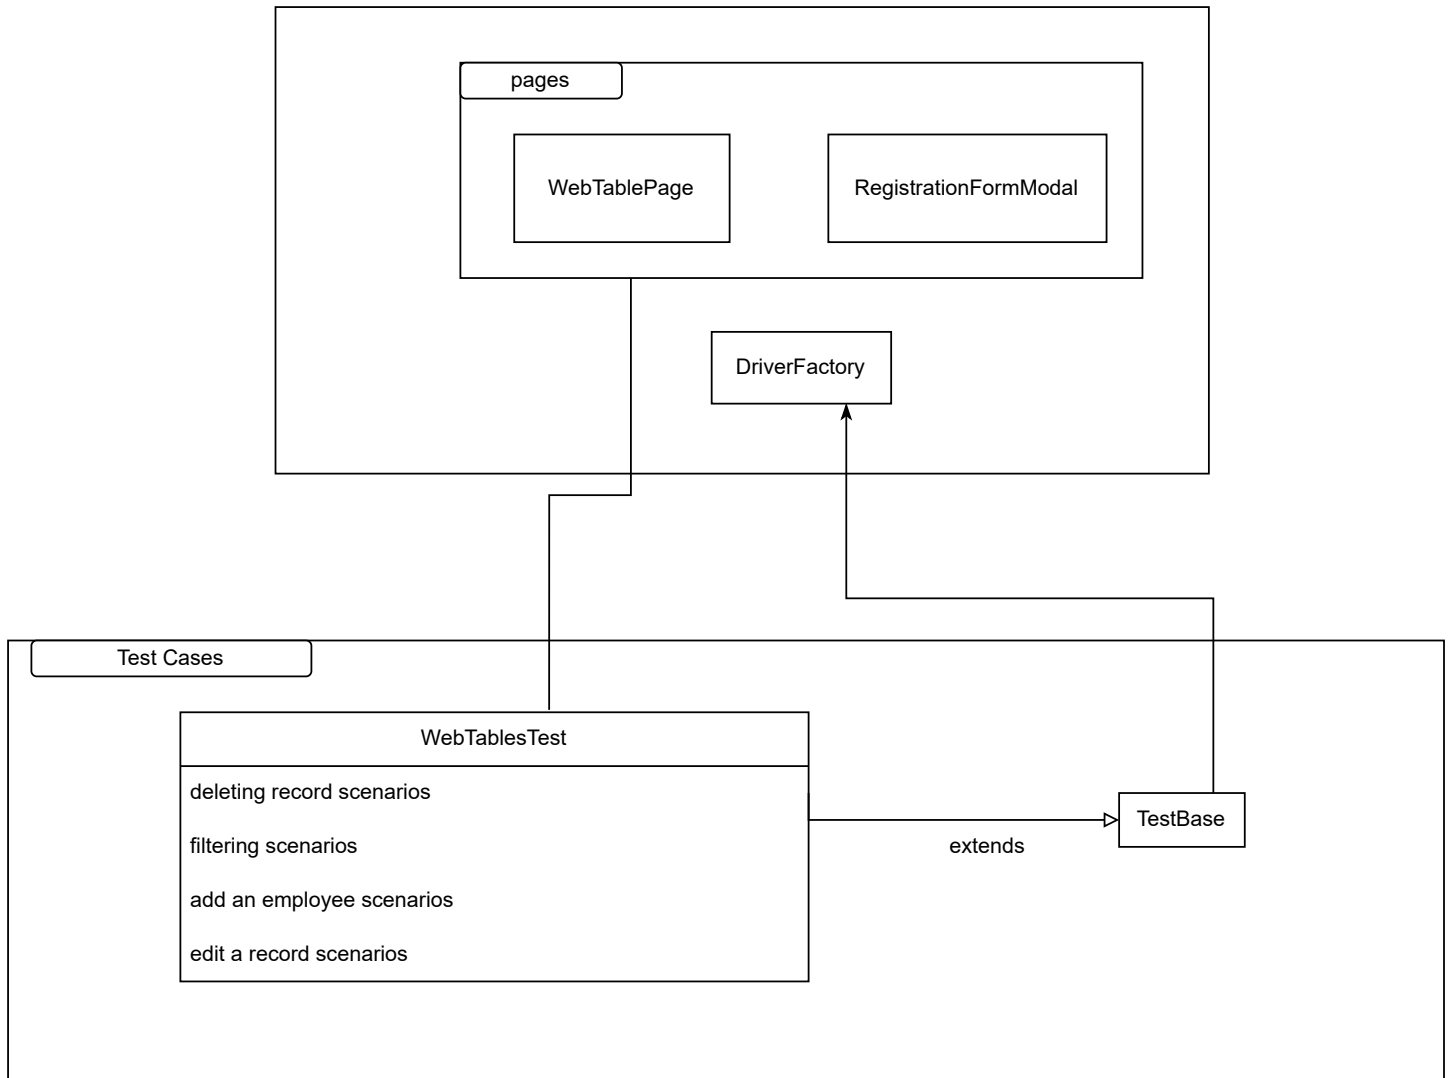 pages
WebTablePage
RegistrationFormModal
DriverFactory
Test Cases
WebTablesTest
deleting record scenarios
filtering scenarios
add an employee scenarios
edit a record scenarios
extends
TestBase